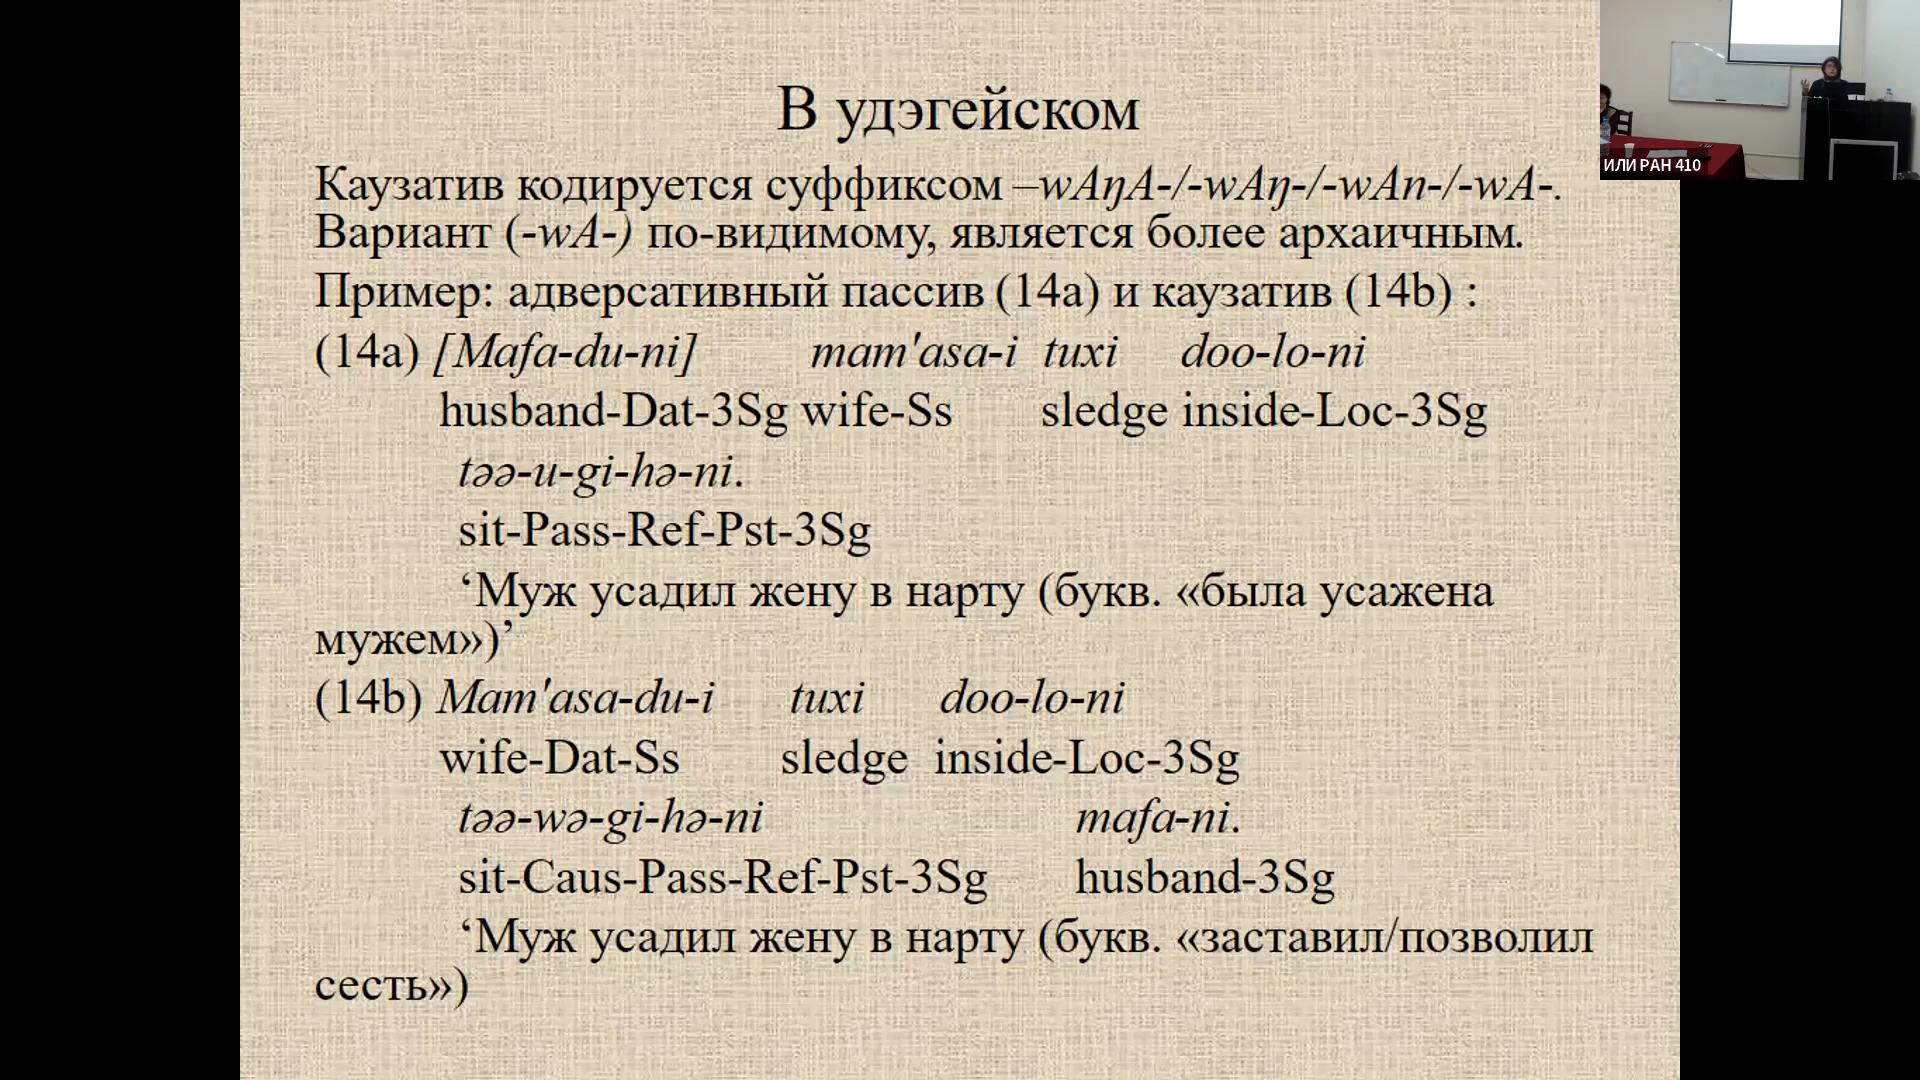 В удэгейском
Каузатив кодируется суффиксом –wAŋA-/-wAŋ-/-wAn-/-wA-.
Вариант (-wA-) по-видимому, является более архаичным.
Пример: адверсативный пассив (14a) и каузатив (14b) :
(14a) [Mafa-du-ni] mam'asa-i tuxi doo-lo-ni
husband-Dat-3Sg wife-Ss sledge inside-Loc-3Sg
təə-u-gi-hə-ni.
sit-Pass-Ref-Pst-3Sg
‘Муж усадил жену в нарту (букв. «была усажена
мужем»)’
(14b) Mam'asa-du-i tuxi doo-lo-ni
wife-Dat-Ss sledge inside-Loc-3Sg
təə-wə-gi-hə-ni mafa-ni.
sit-Caus-Pass-Ref-Pst-3Sg husband-3Sg
‘Муж усадил жену в нарту (букв. «заставил/позволил
сесть»)
ИЛИ РАН 410